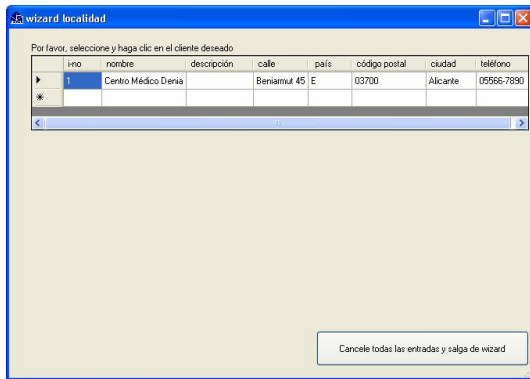 wizard localidad
Por favor, seleccione y haga clic en el cliente deseado
i-no nombre descripción calle país código postal ciudad teléfono
1 Centro Médico Denia Beniarmut 45 E 03700 Alicante 05566-7890
Cancele todas las entradas y salga de wizard